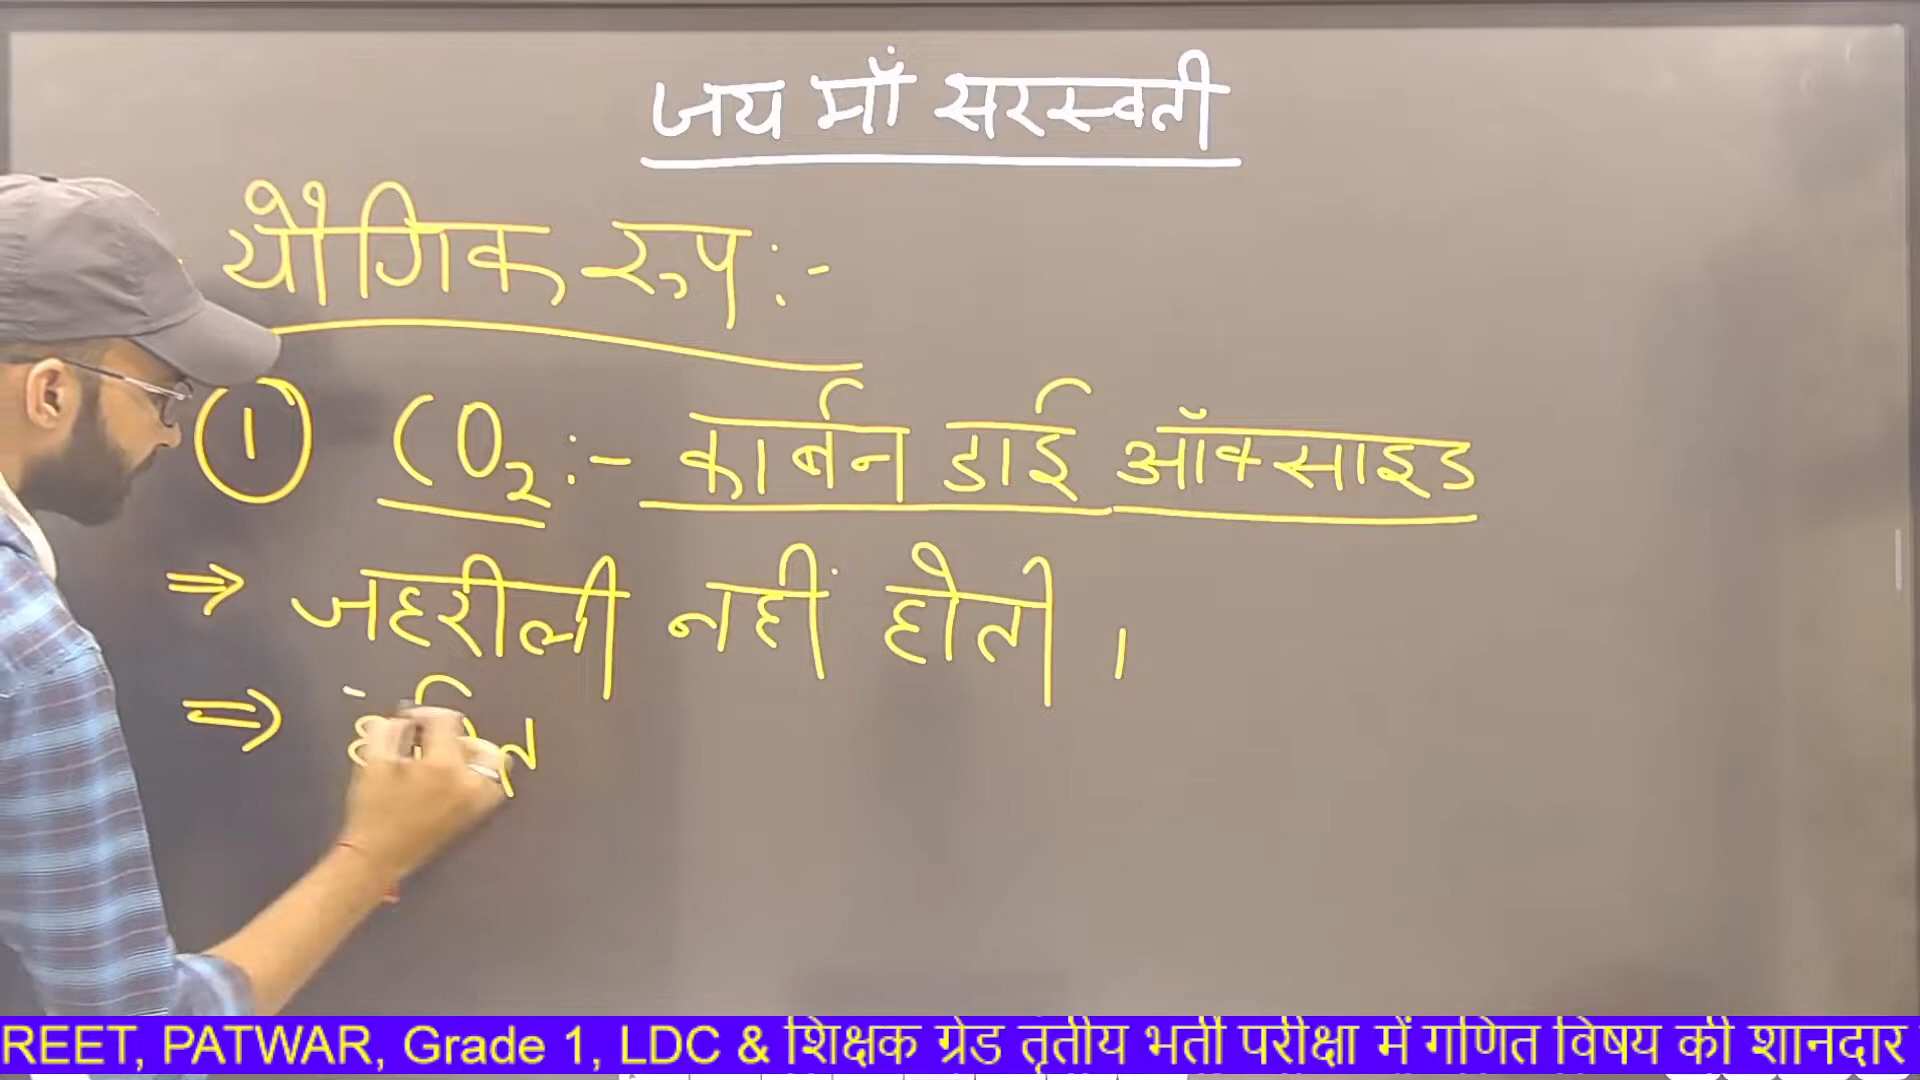 जय माँ सरस्वती
यौगिक रुप :-
① CO₂ :- कार्बन डाई ऑक्साइड
⇒ जहरीली नहीं होती ।
⇒
REET, PATWAR, Grade 1, LDC & शिक्षक ग्रेड तृतीय भर्ती परीक्षा में गणित विषय की शानदार